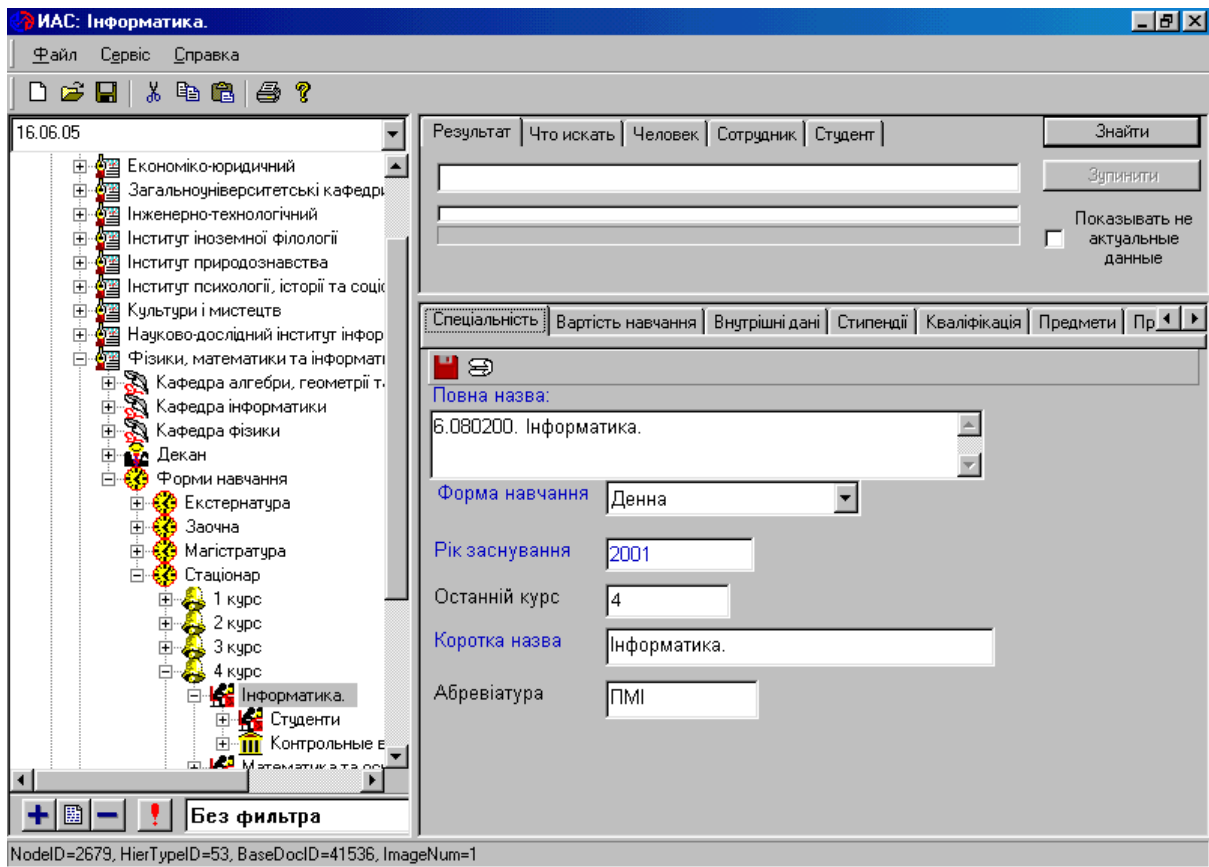 ИАС: Інформатика.
Файл Сервіс Справка
16.06.05
Економіко-юридичний
Загальноуніверситетські кафедри
Інженерно-технологічний
Інститут іноземної філології
Інститут природознавства
Інститут психології, історії та соціо
Культури і мистецтв
Науково-дослідний інститут інфор
Фізики, математики та інформати
Кафедра алгебри, геометрії т
Кафедра інформатики
Кафедра фізики
Декан
Форми навчання
Екстернатура
Заочна
Магістратура
Стаціонар
1 курс
2 курс
3 курс
4 курс
Інформатика.
Студенти
Контрольные в
Математика та осн
Без фильтра
Результат Что искать Человек Сотрудник Студент
Знайти
Зупинити
Показывать не
актуальные
данные
Спеціальність Вартість навчання Внутрішні дані Стипендії Кваліфікація Предмети Пр
Повна назва:
6.080200. Інформатика.
Форма навчання Денна
Рік заснування 2001
Останній курс 4
Коротка назва Інформатика.
Абревіатура ПМІ
NodeID=2679, HierTypeID=53, BaseDocID=41536, ImageNum=1